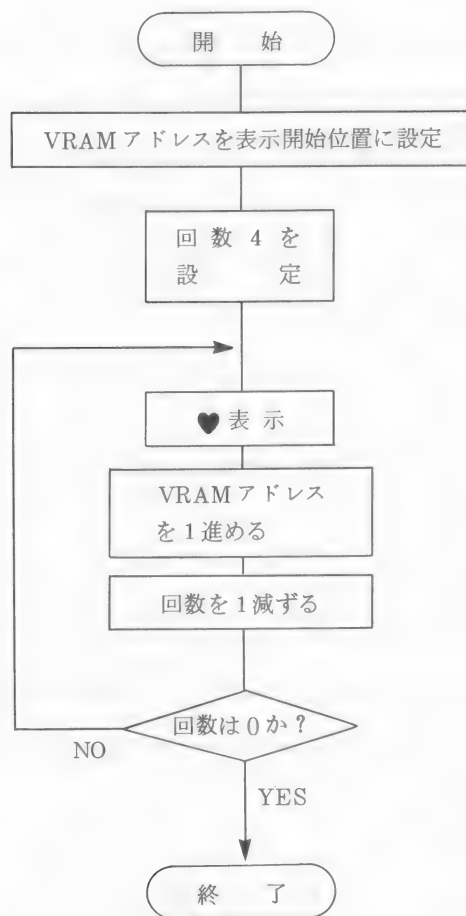 開始
VRAMアドレスを表示開始位置に設定
回数4を
設定
♥表示
VRAMアドレス
を1進める
回数を1減ずる
回数は0か？
NO
YES
終了